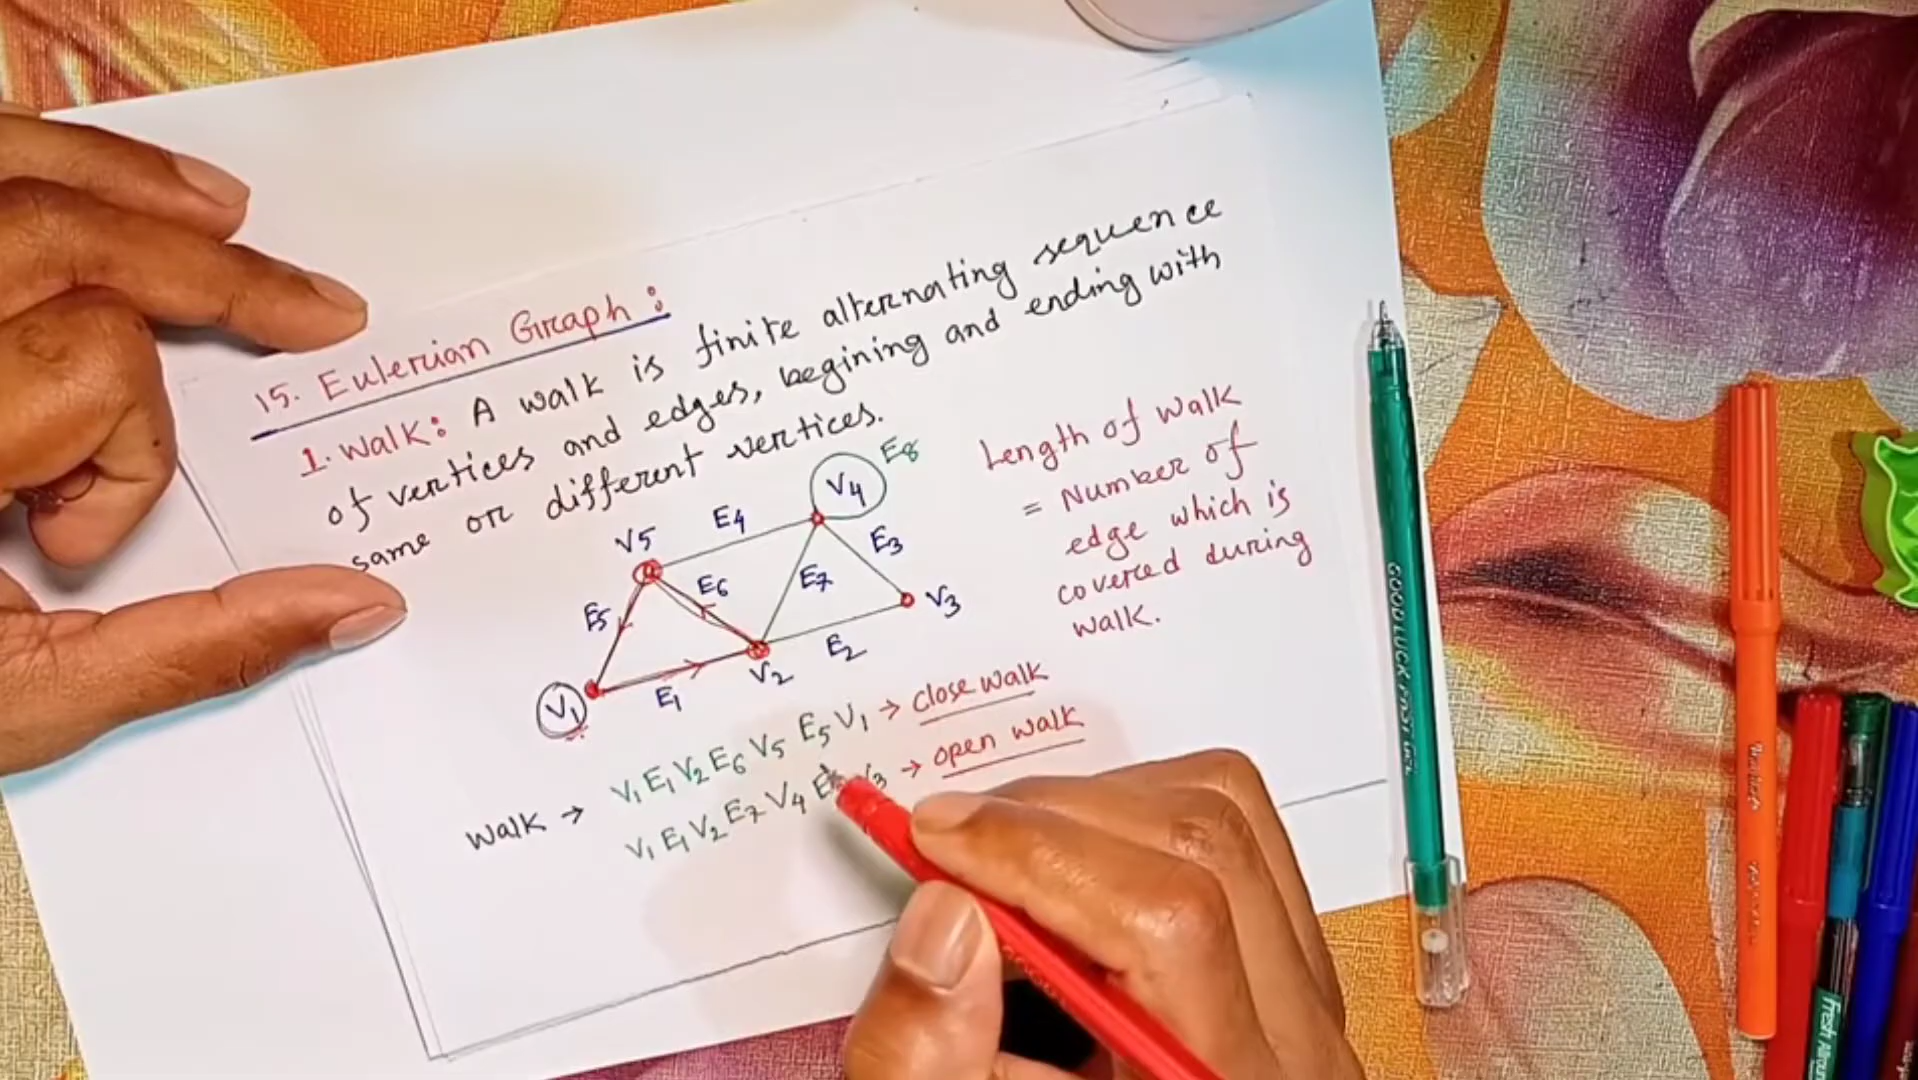 15. Eulerian Graph:
1. Walk: A walk is finite alternating sequence
of vertices and edges, begining and ending with
same or different vertices.
E8
V4
E4
V5
E3
E7
E6
V3
E5
E2
V2
E1
V1
Length of walk
= Number of
edge which is
covered during
walk.
Walk → V1 E1 V2 E6 V5 E5 V1 → close walk
V1 E1 V2 E7 V4 V3 → open walk
GOOD LUCK